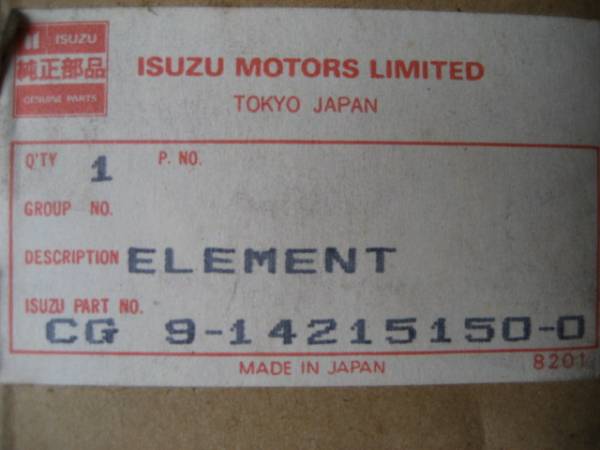 ISUZU
純正部品
GENUINE PARTS
ISUZU MOTORS LIMITED
TOKYO JAPAN
Q'TY 1 P. NO.
GROUP NO.
DESCRIPTION ELEMENT
ISUZU PART NO.
CG 9-14215150-0
MADE IN JAPAN
8201